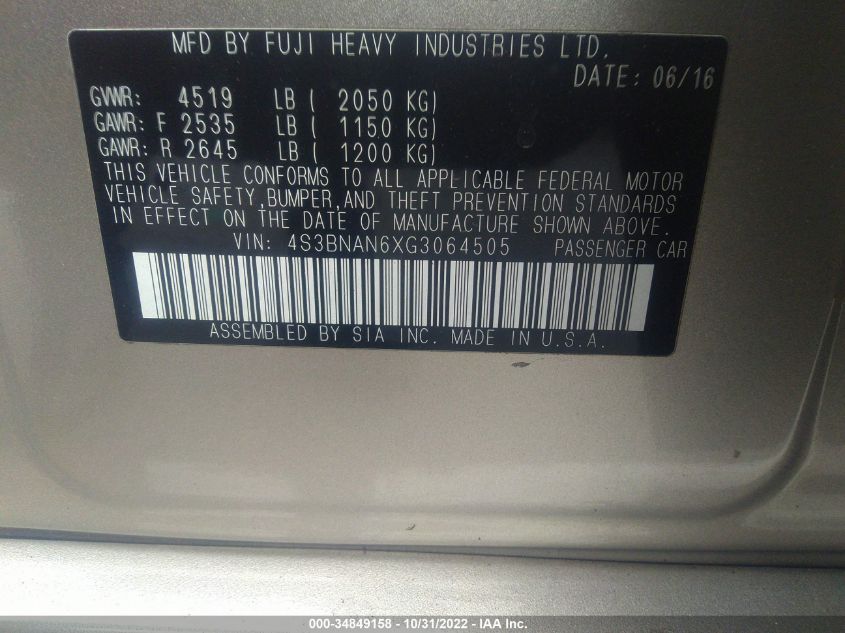 MFD BY FUJI HEAVY INDUSTRIES LTD.
DATE: 06/16
GVWR: 4519 LB ( 2050 KG)
GAWR: F 2535 LB ( 1150 KG)
GAWR: R 2645 LB ( 1200 KG)
THIS VEHICLE CONFORMS TO ALL APPLICABLE FEDERAL MOTOR
VEHICLE SAFETY,BUMPER,AND THEFT PREVENTION STANDARDS
IN EFFECT ON THE DATE OF MANUFACTURE SHOWN ABOVE.
VIN: 4S3BNAN6XG3064505 PASSENGER CAR
ASSEMBLED BY SIA INC. MADE IN U.S.A.
000-34849158 - 10/31/2022 - IAA Inc.